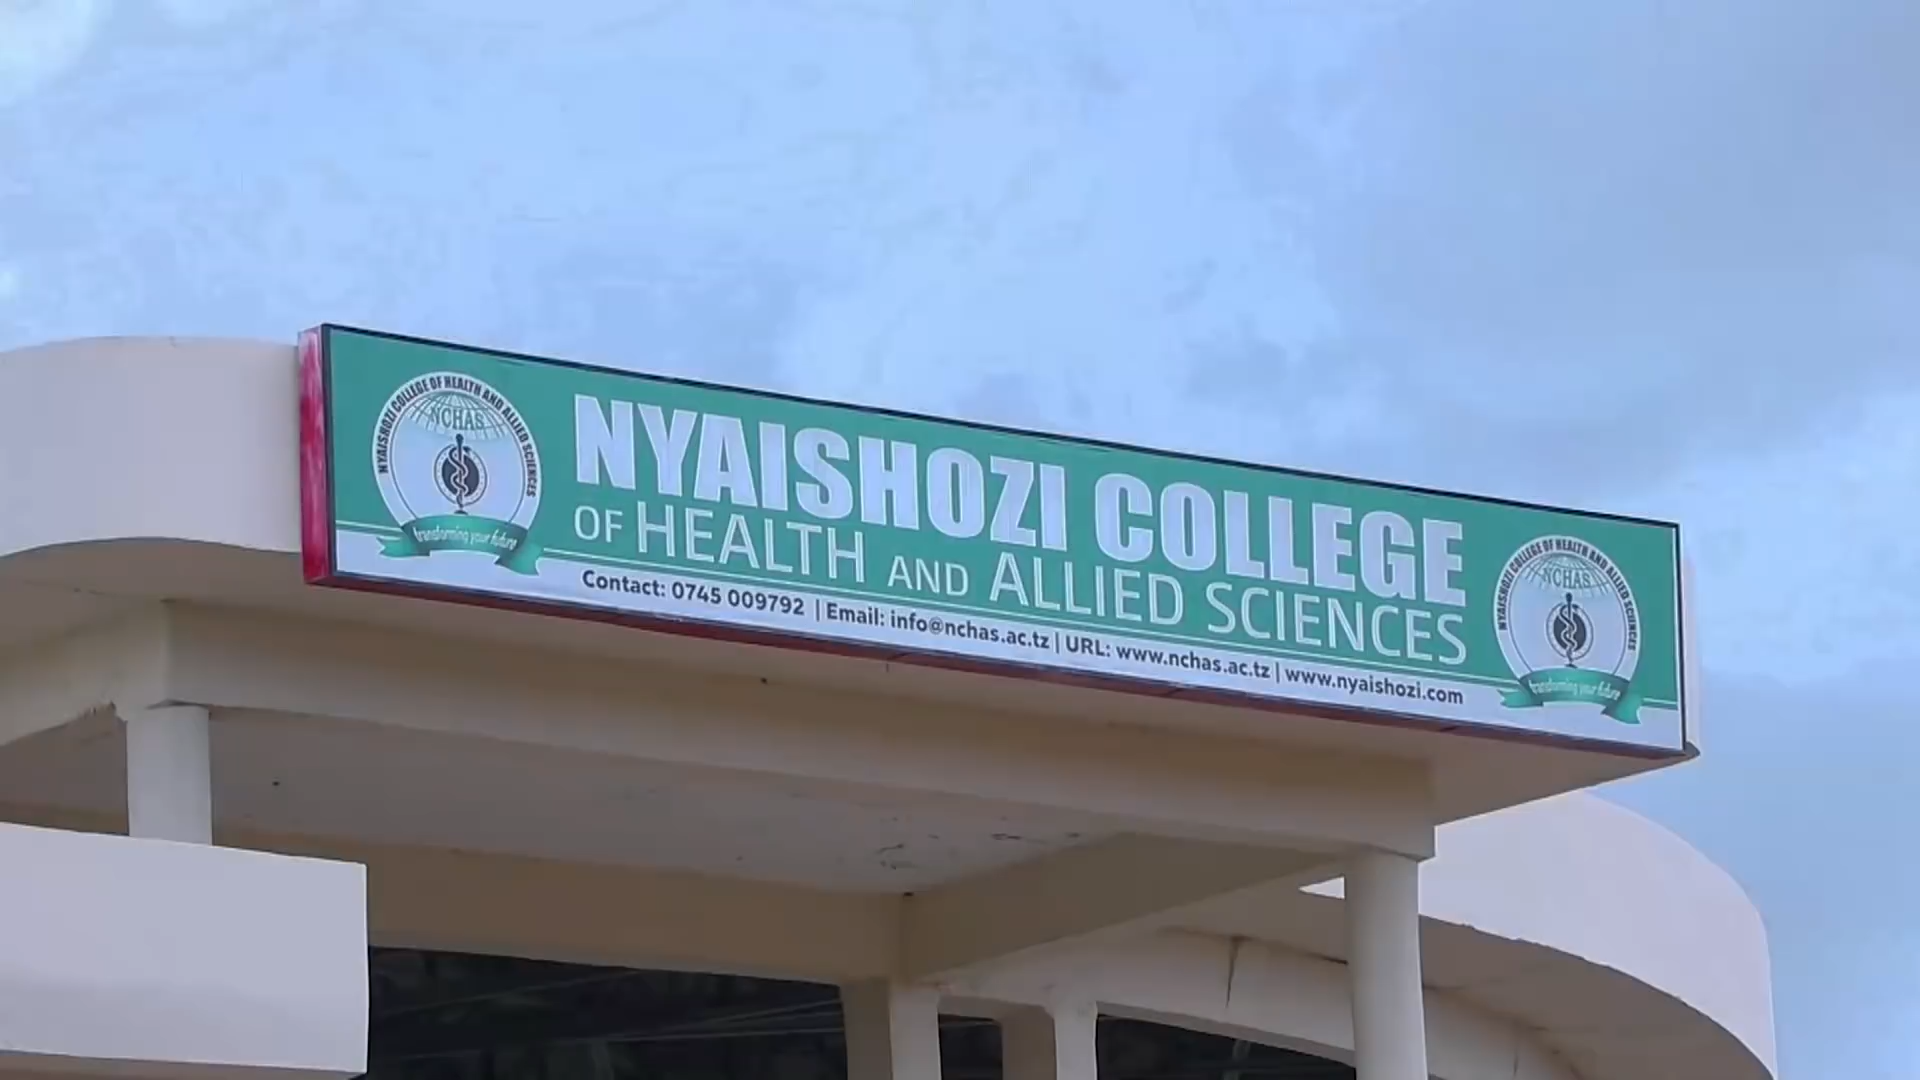 NYAISHOZI COLLEGE OF HEALTH AND ALLIED SCIENCES
NCHAS
transforming your future
NYAISHOZI COLLEGE
OF HEALTH AND ALLIED SCIENCES
Contact: 0745 009792 | Email: info@nchas.ac.tz | URL: www.nchas.ac.tz | www.nyaishozi.com
NYAISHOZI COLLEGE OF HEALTH AND ALLIED SCIENCES
NCHAS
transforming your future